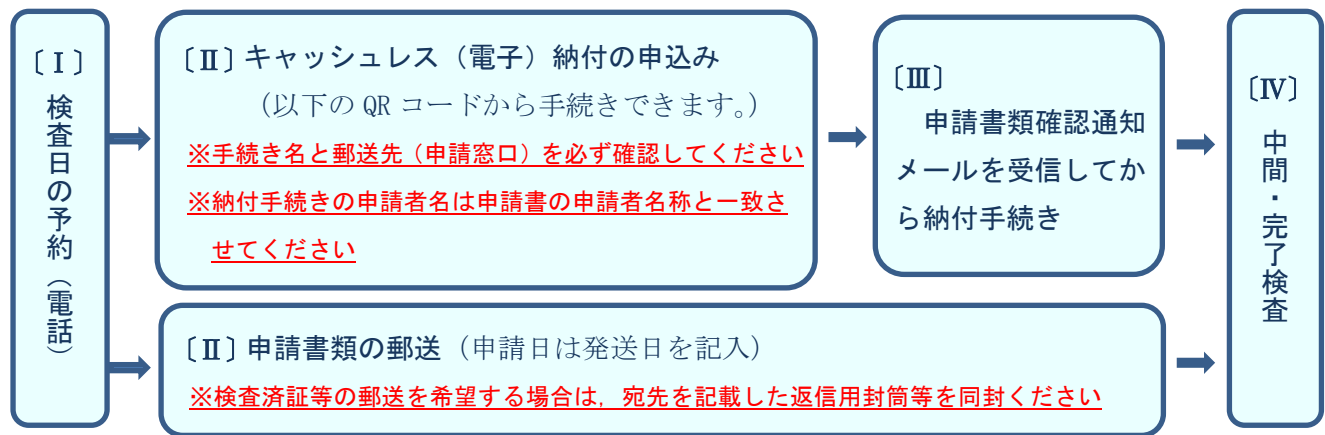 〔Ⅰ〕
検査日の予約（電話）
〔Ⅱ〕キャッシュレス（電子）納付の申込み
（以下の QR コードから手続きできます。）
※手続き名と郵送先（申請窓口）を必ず確認してください
※納付手続きの申請者名は申請書の申請者名称と一致さ
せてください
〔Ⅲ〕
申請書類確認通知
メールを受信してか
ら納付手続き
〔Ⅱ〕申請書類の郵送（申請日は発送日を記入）
※検査済証等の郵送を希望する場合は，宛先を記載した返信用封筒等を同封ください
〔Ⅳ〕
中間・完了検査